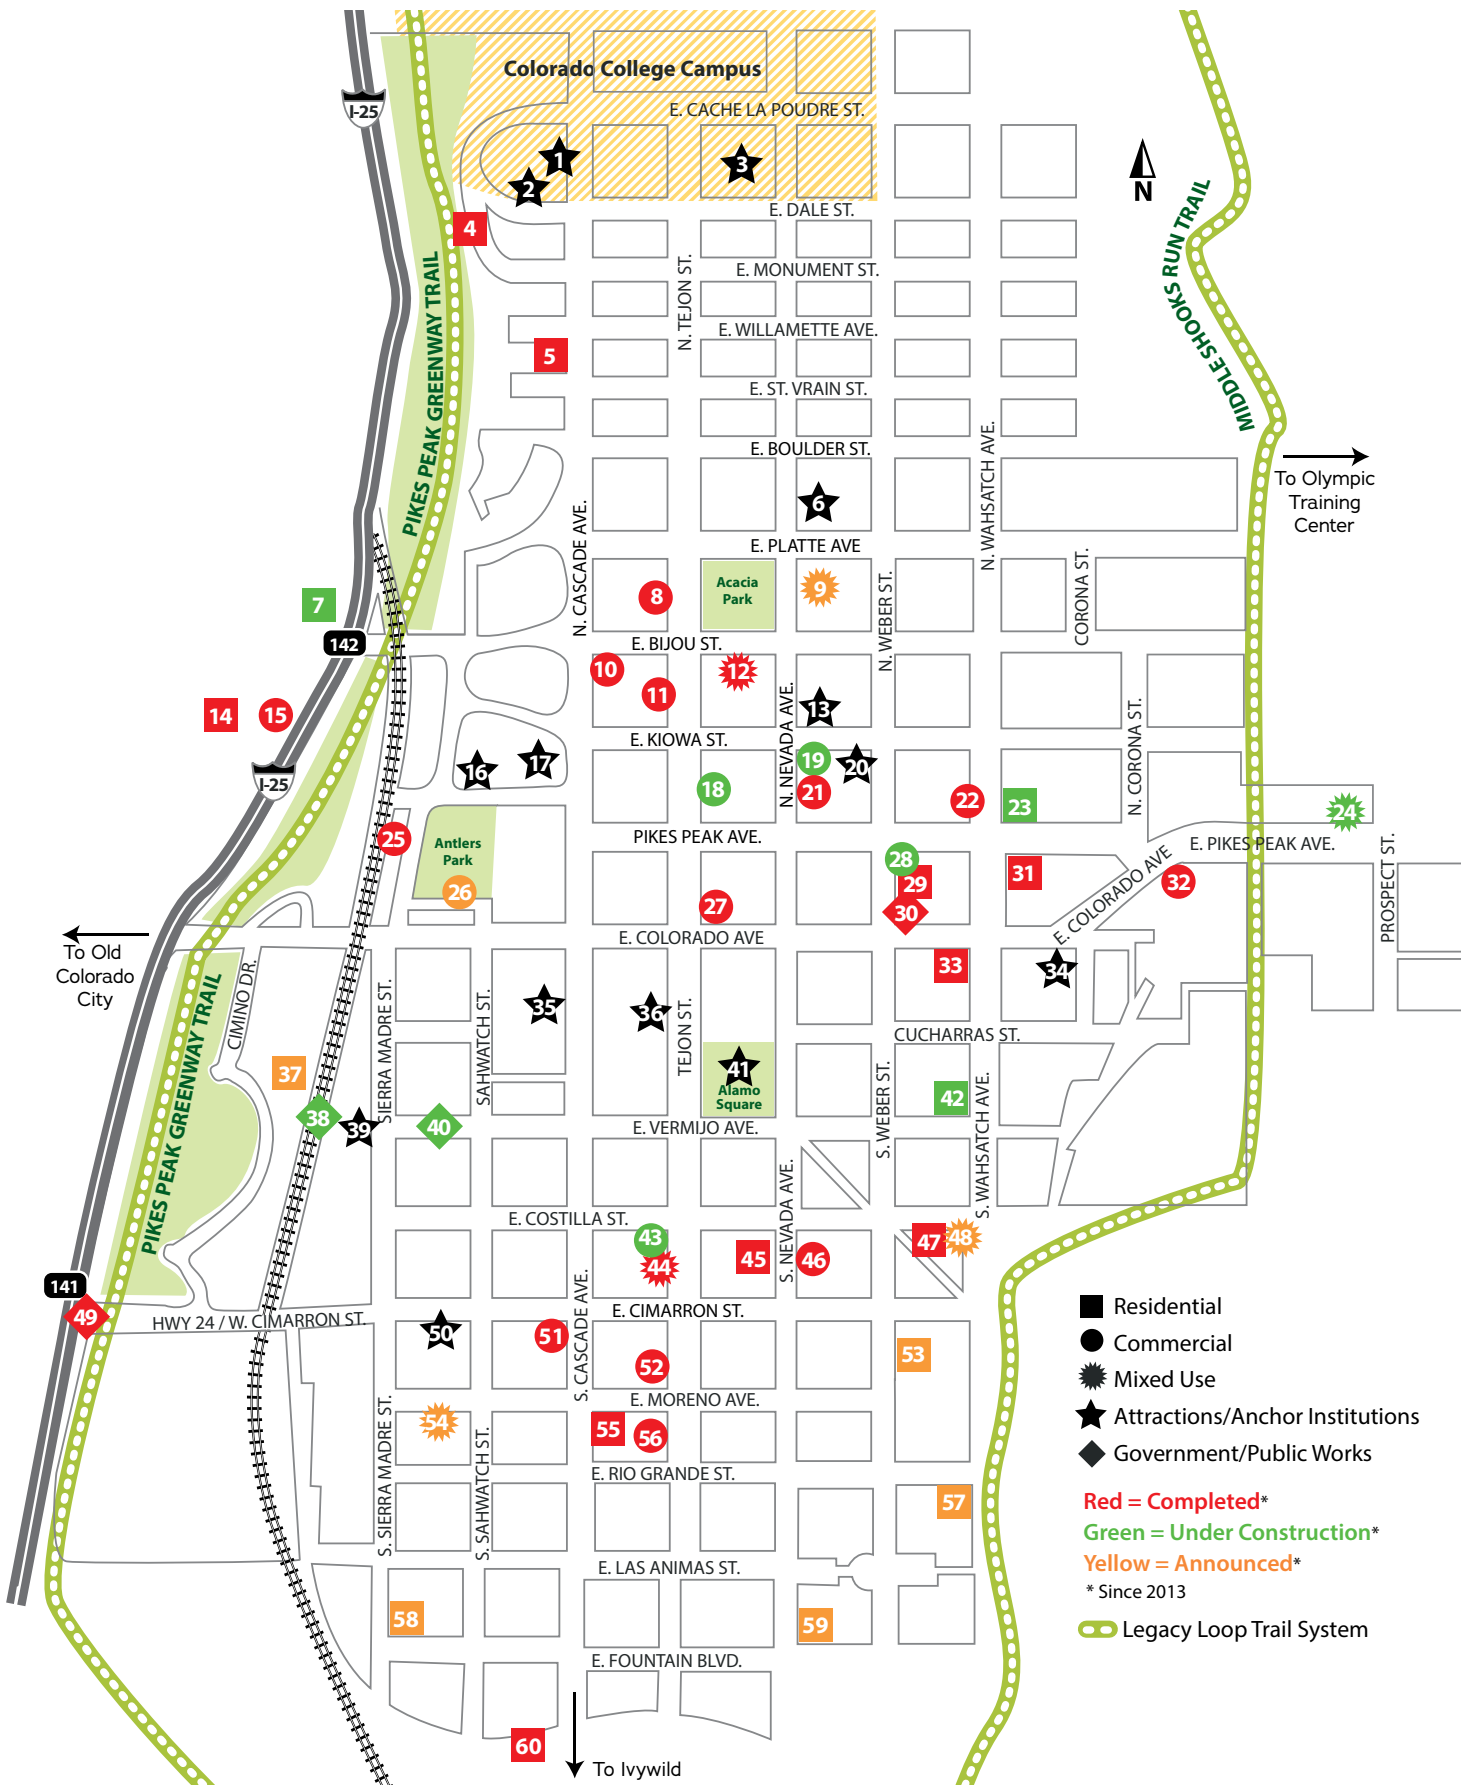 Colorado College Campus
I-25
E. CACHE LA POUDRE ST.
1
2
3
N
E. DALE ST.
4
MIDDLE SHOOKS RUN TRAIL
N. TEJON ST.
E. MONUMENT ST.
PIKES PEAK GREENWAY TRAIL
E. WILLAMETTE AVE.
5
E. ST. VRAIN ST.
E. BOULDER ST.
N. WAHSATCH AVE.
To Olympic
Training
Center
6
N. CASCADE AVE.
E. PLATTE AVE
7
8
Acacia
Park
9
N. WEBER ST.
CORONA ST.
142
E. BIJOU ST.
10
11
12
13
14
15
N. NEVADA AVE.
N. CORONA ST.
E. KIOWA ST.
I-25
16
17
18
19
20
21
22
23
24
25
Antlers
Park
26
PIKES PEAK AVE.
E. PIKES PEAK AVE.
PROSPECT ST.
27
28
29
30
31
32
E. COLORADO AVE
E. COLORADO AVE
To Old
Colorado
City
33
34
CIMINO DR.
SIERRA MADRE ST.
SAHWATCH ST.
35
36
TEJON ST.
CUCHARRAS ST.
PIKES PEAK GREENWAY TRAIL
37
38
39
40
41
Alamo
Square
42
S. WEBER ST.
S. WAHSATCH AVE.
E. VERMIJO AVE.
S. NEVADA AVE.
E. COSTILLA ST.
43
44
45
46
47
48
141
49
HWY 24 / W. CIMARRON ST.
S. CASCADE AVE.
E. CIMARRON ST.
50
51
52
53
E. MORENO AVE.
54
55
56
S. SIERRA MADRE ST.
S. SAHWATCH ST.
E. RIO GRANDE ST.
57
E. LAS ANIMAS ST.
58
59
E. FOUNTAIN BLVD.
60
To Ivywild
Residential
Commercial
Mixed Use
Attractions/Anchor Institutions
Government/Public Works
Red = Completed*
Green = Under Construction*
Yellow = Announced*
* Since 2013
Legacy Loop Trail System